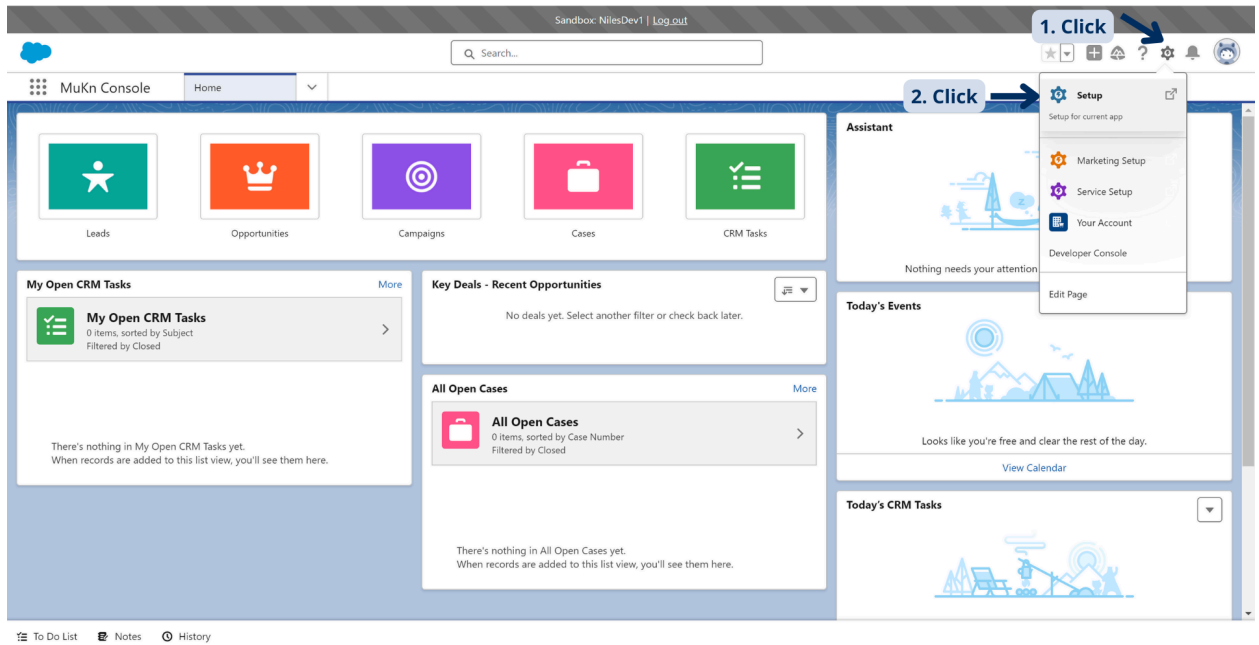 Sandbox: NilesDev1 | Log out
1. Click
Search...
MuKn Console
Home
2. Click
Setup
Setup for current app
Marketing Setup
Service Setup
Your Account
Developer Console
Edit Page
Leads
Opportunities
Campaigns
Cases
CRM Tasks
Assistant
Nothing needs your attention
My Open CRM Tasks
More
My Open CRM Tasks
0 items, sorted by Subject
Filtered by Closed
There's nothing in My Open CRM Tasks yet.
When records are added to this list view, you'll see them here.
Key Deals - Recent Opportunities
No deals yet. Select another filter or check back later.
All Open Cases
More
All Open Cases
0 items, sorted by Case Number
Filtered by Closed
There's nothing in All Open Cases yet.
When records are added to this list view, you'll see them here.
Today's Events
Looks like you're free and clear the rest of the day.
View Calendar
Today's CRM Tasks
To Do List
Notes
History